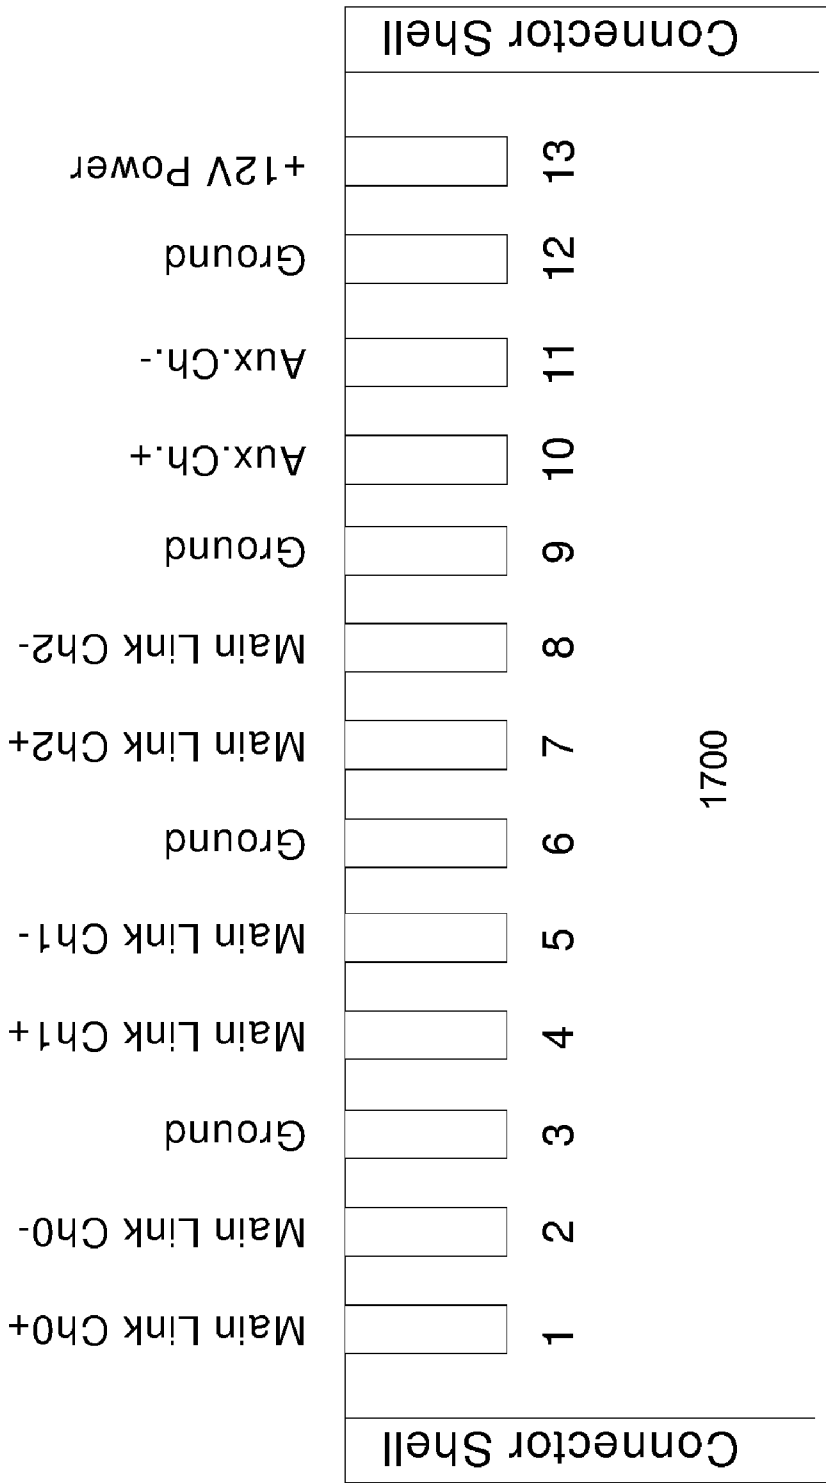 Connector Shell
+12V Power 13
Ground 12
Aux.Ch.- 11
Aux.Ch.+ 10
Ground 9
Main Link Ch2- 8
Main Link Ch2+ 7
1700
Ground 6
Main Link Ch1- 5
Main Link Ch1+ 4
Ground 3
Main Link Ch0- 2
Main Link Ch0+ 1
Connector Shell